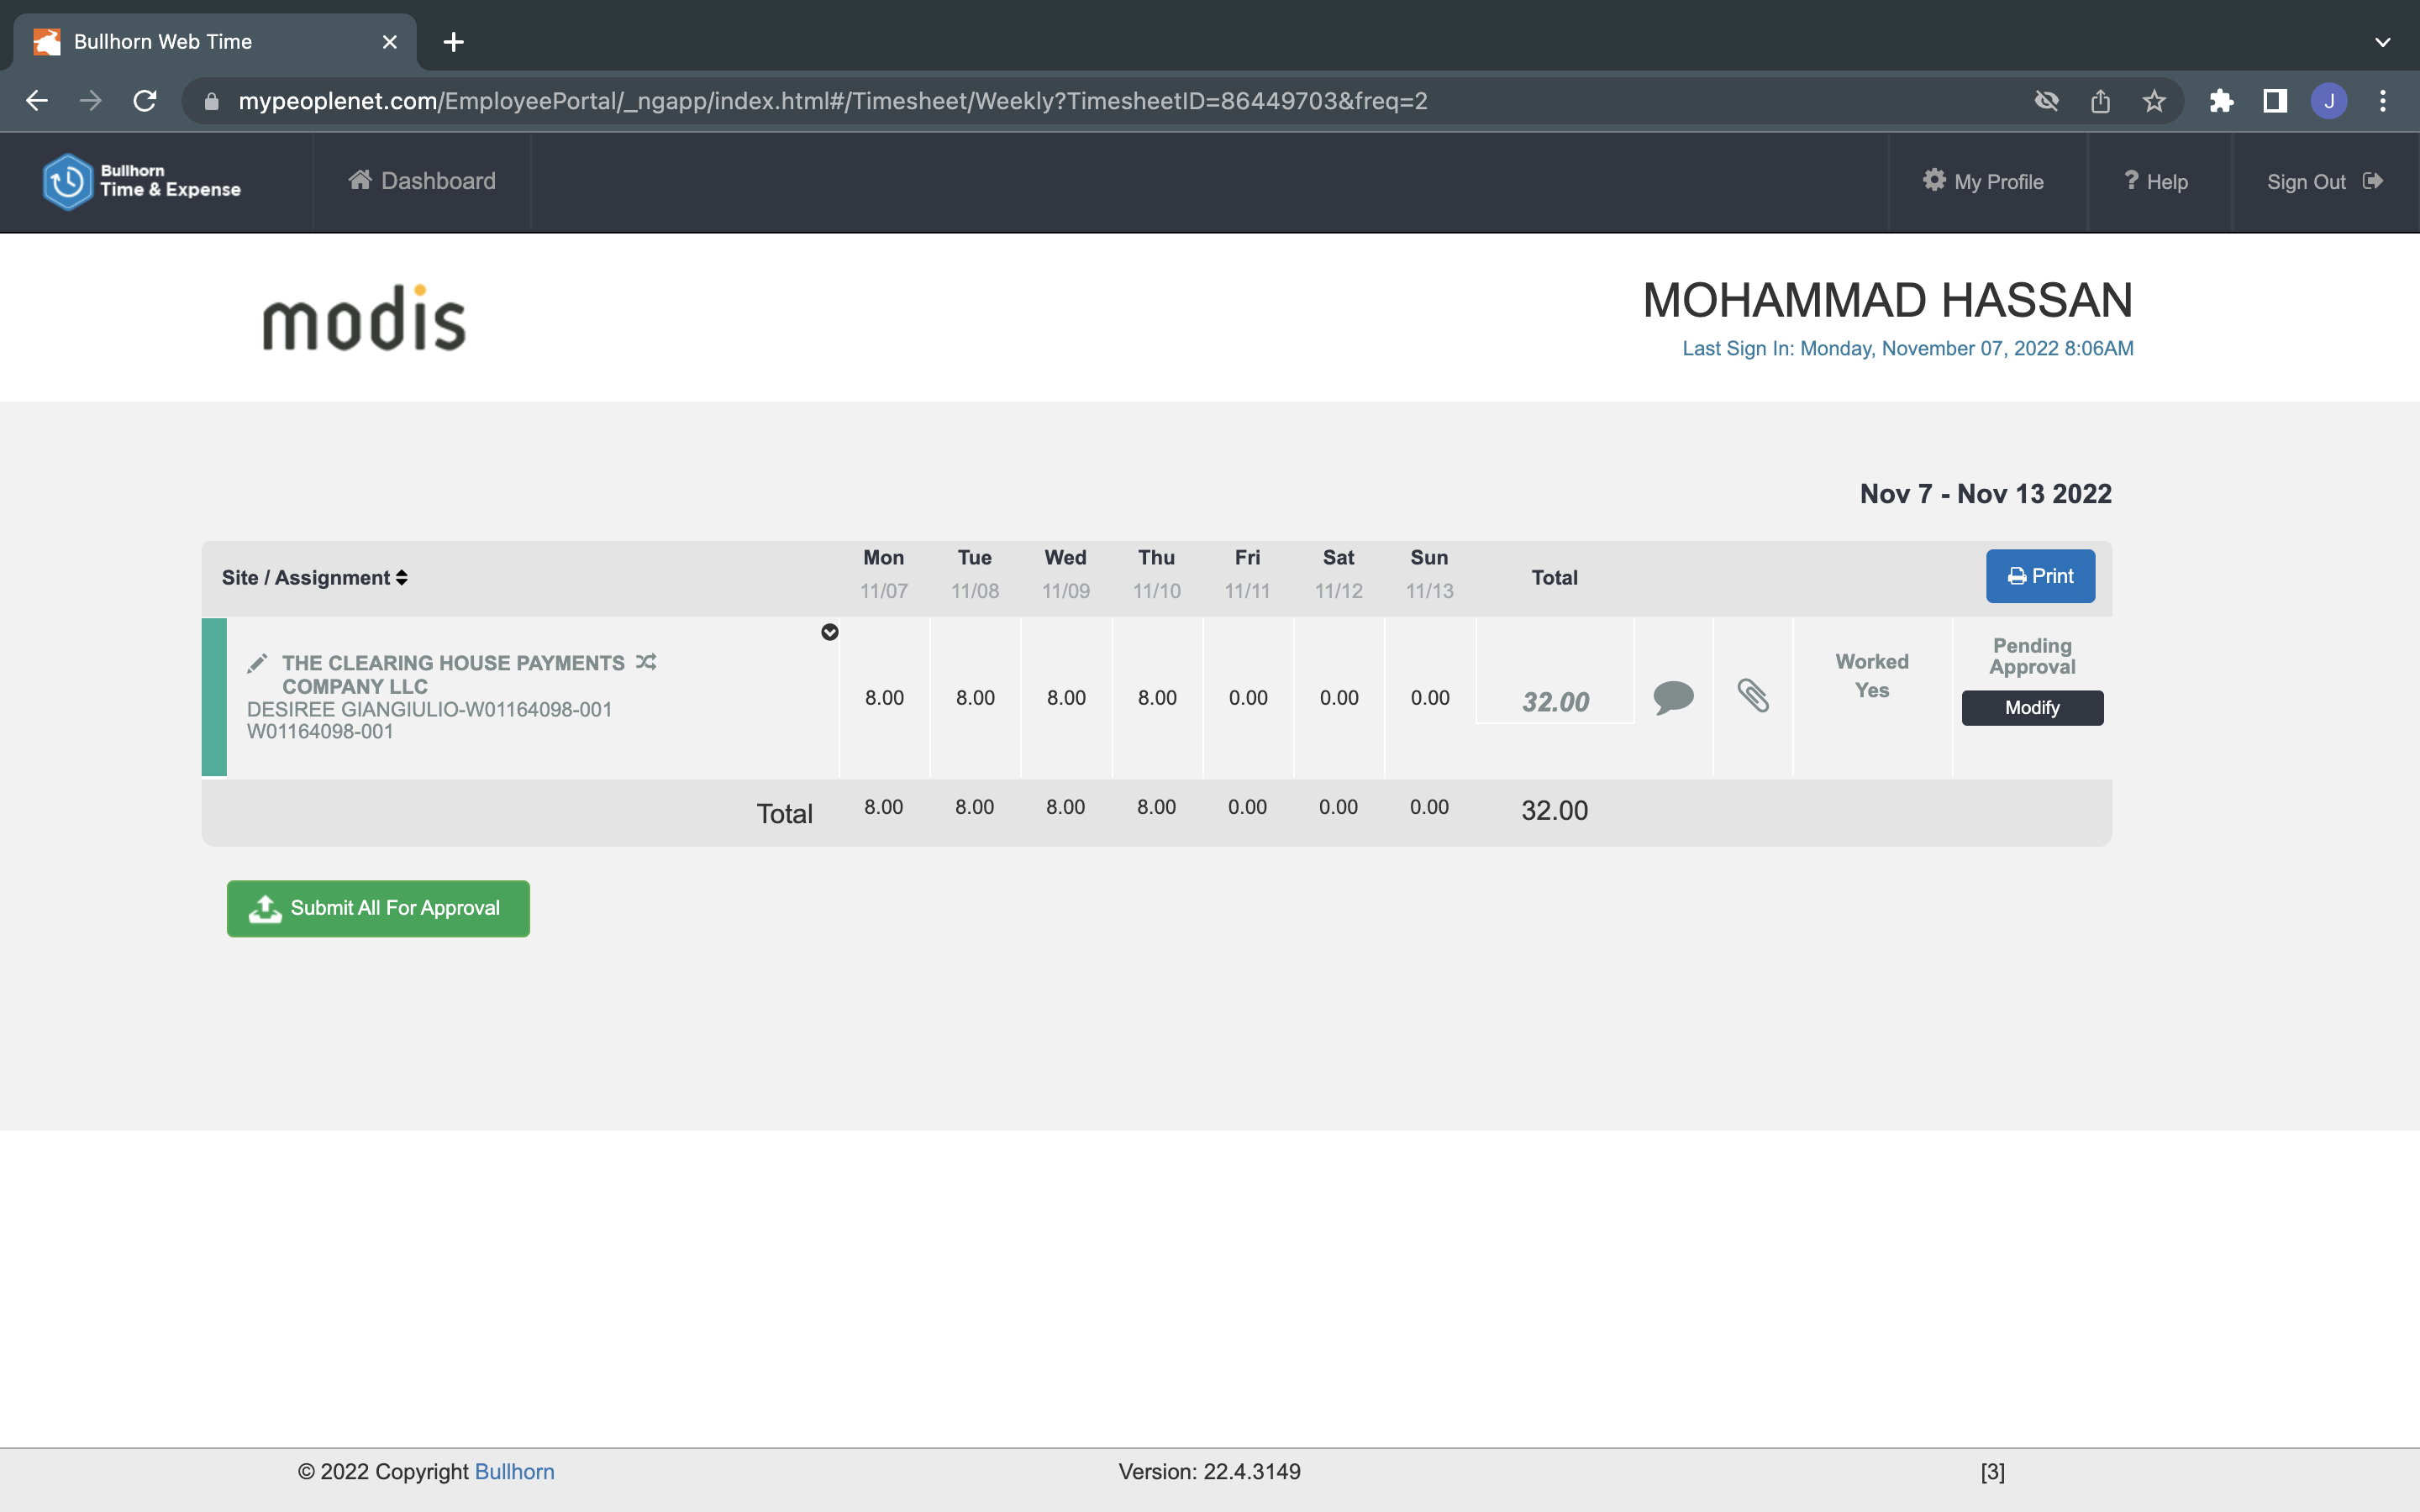 Bullhorn Web Time
mypeoplenet.com/EmployeePortal/_ngapp/index.html#/Timesheet/Weekly?TimesheetID=86449703&freq=2
J
Bullhorn
Time & Expense
Dashboard
My Profile
? Help
Sign Out
modis
MOHAMMAD HASSAN
Last Sign In: Monday, November 07, 2022 8:06AM
Nov 7 - Nov 13 2022
Site / Assignment
Mon Tue Wed Thu Fri Sat Sun
11/07 11/08 11/09 11/10 11/11 11/12 11/13
Total
Print
THE CLEARING HOUSE PAYMENTS
COMPANY LLC
DESIREE GIANGIULIO-W01164098-001
W01164098-001
8.00 8.00 8.00 8.00 0.00 0.00 0.00 32.00
Worked
Yes
Pending
Approval
Modify
Total 8.00 8.00 8.00 8.00 0.00 0.00 0.00 32.00
Submit All For Approval
© 2022 Copyright Bullhorn
Version: 22.4.3149
[3]